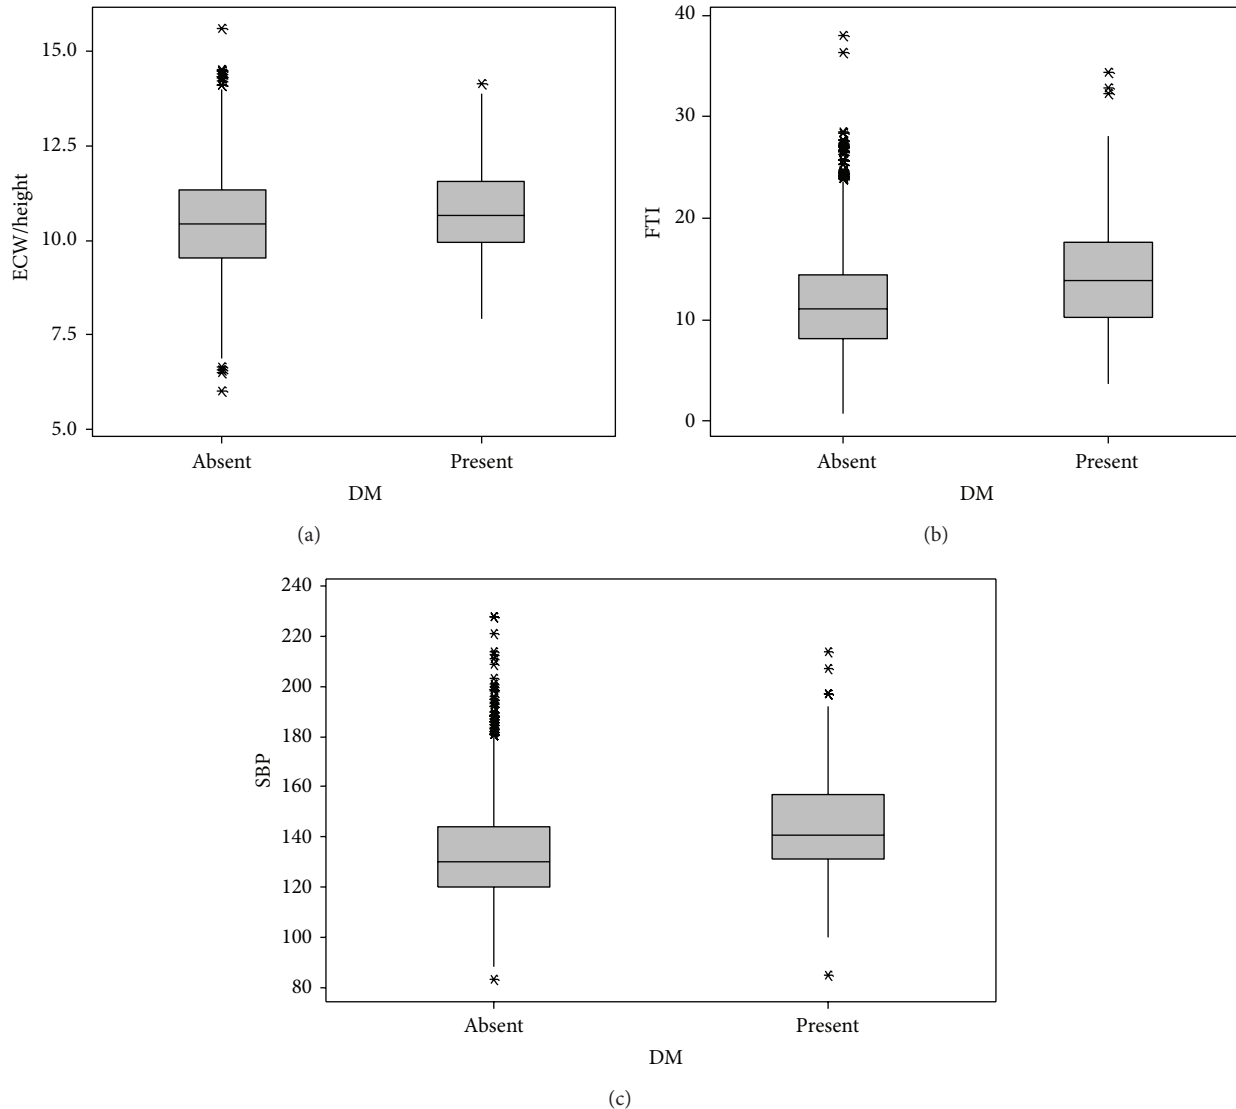 15.0
12.5
10.0
7.5
5.0
ECW/height
Absent
Present
DM
(a)
40
30
20
10
0
FTI
Absent
Present
DM
(b)
240
220
200
180
160
140
120
100
80
SBP
Absent
Present
DM
(c)